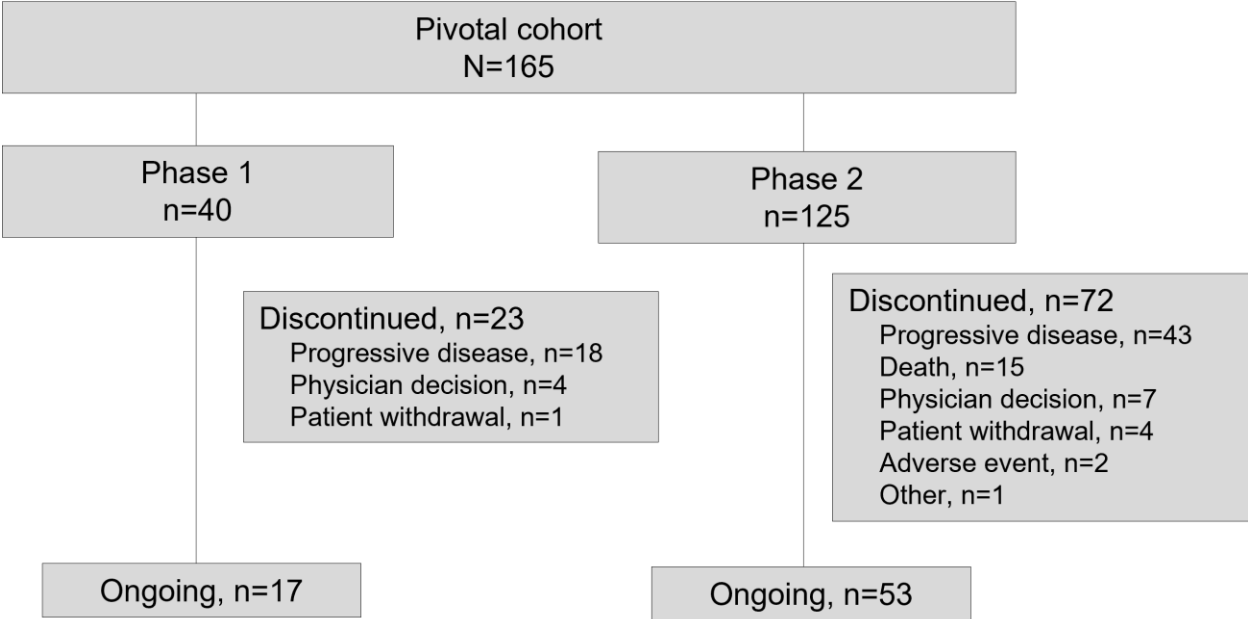 Pivotal cohort
N=165
Phase 1
n=40
Phase 2
n=125
Discontinued, n=23
Progressive disease, n=18
Physician decision, n=4
Patient withdrawal, n=1
Discontinued, n=72
Progressive disease, n=43
Death, n=15
Physician decision, n=7
Patient withdrawal, n=4
Adverse event, n=2
Other, n=1
Ongoing, n=17
Ongoing, n=53